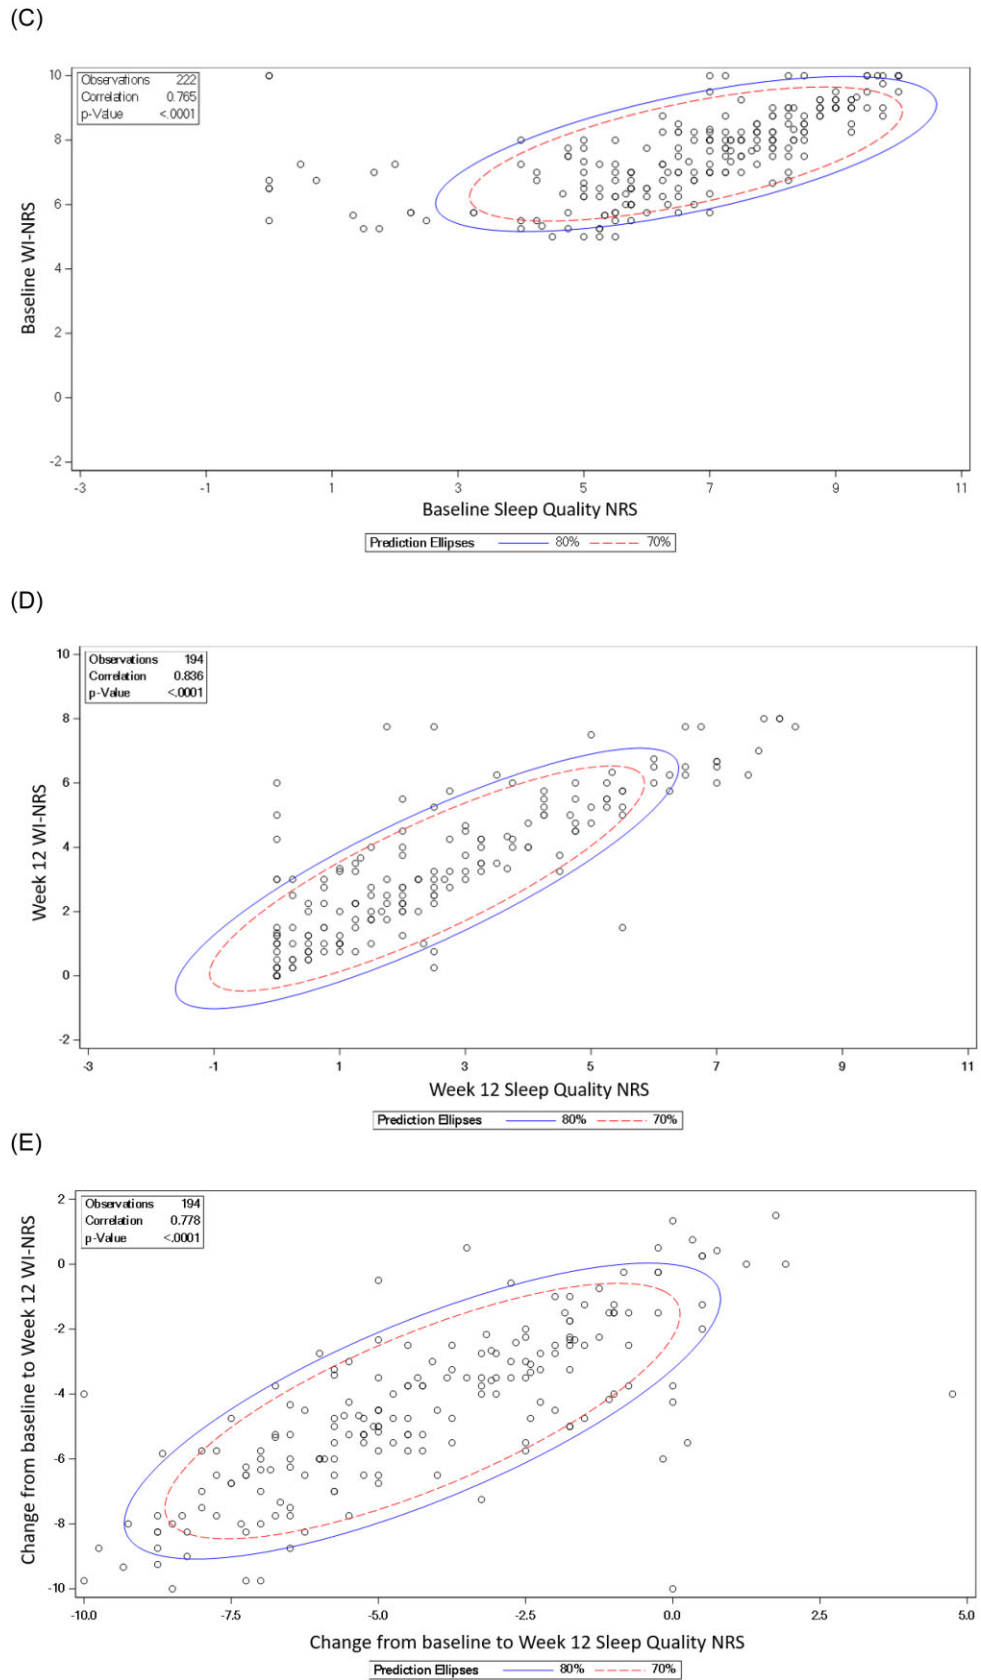 (C)
Observations 222
Correlation 0.765
p-Value <.0001
10
8
6
4
2
0
-2
Baseline WI-NRS
-3 -1 1 3 5 7 9 11
Baseline Sleep Quality NRS
Prediction Ellipses 80% 70%
(D)
Observations 194
Correlation 0.836
p-Value <.0001
10
8
6
4
2
0
-2
Week 12 WI-NRS
-3 -1 1 3 5 7 9 11
Week 12 Sleep Quality NRS
Prediction Ellipses 80% 70%
(E)
Observations 194
Correlation 0.778
p-Value <.0001
2
0
-2
-4
-6
-8
-10
Change from baseline to Week 12 WI-NRS
-10.0 -7.5 -5.0 -2.5 0.0 2.5 5.0
Change from baseline to Week 12 Sleep Quality NRS
Prediction Ellipses 80% 70%